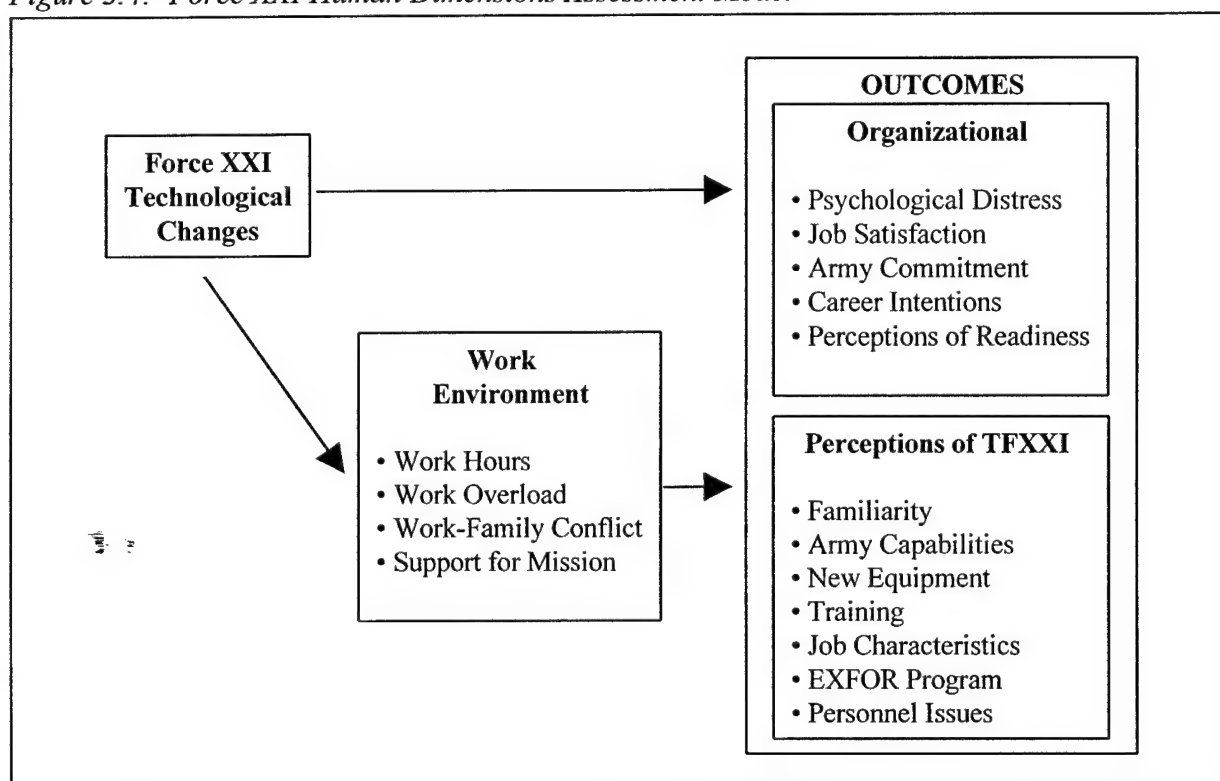 Force XXI Human Dimensions Assessment Model
OUTCOMES
Organizational
• Psychological Distress
• Job Satisfaction
• Army Commitment
• Career Intentions
• Perceptions of Readiness
Force XXI
Technological
Changes
Work
Environment
• Work Hours
• Work Overload
• Work-Family Conflict
• Support for Mission
Perceptions of TFXXI
• Familiarity
• Army Capabilities
• New Equipment
• Training
• Job Characteristics
• EXFOR Program
• Personnel Issues